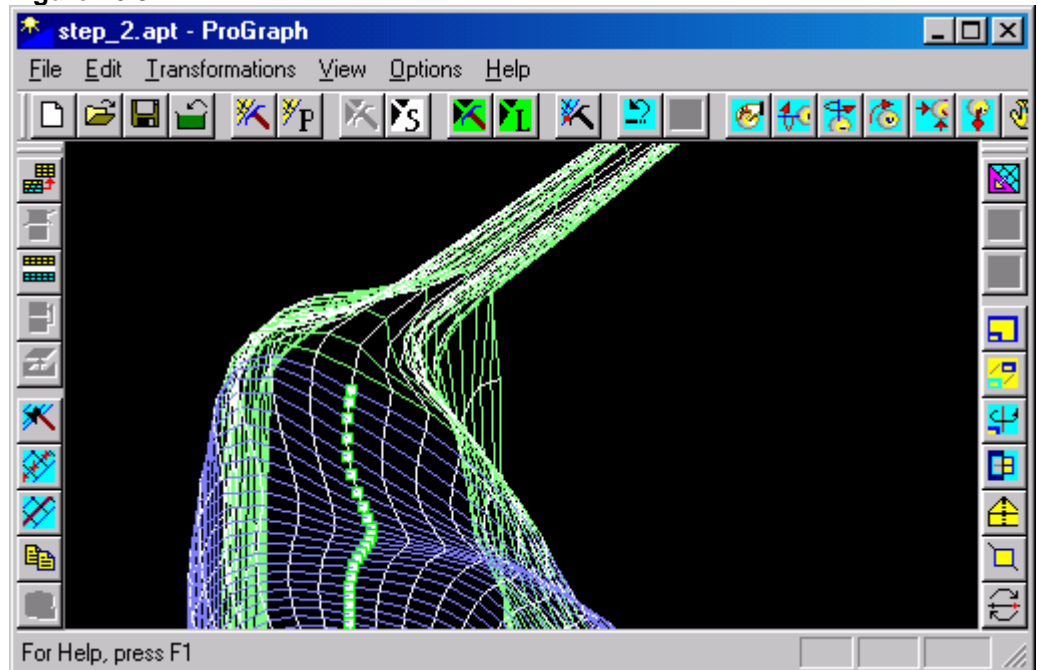 step_2.apt - ProGraph
File Edit Transformations View Options Help
P S L
For Help, press F1